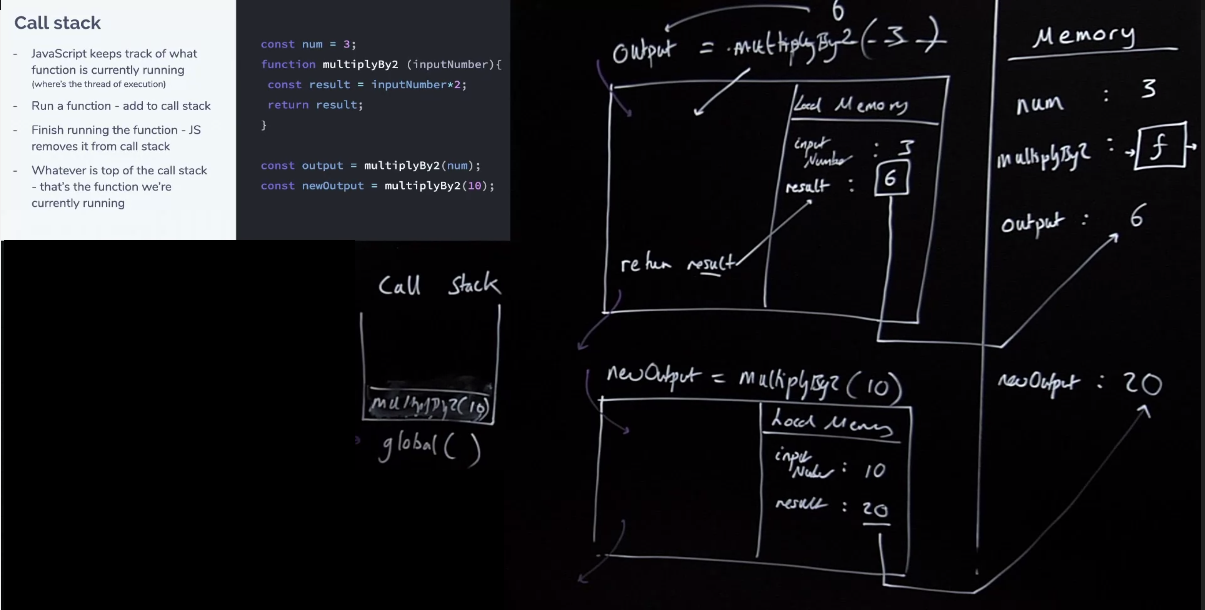 Call stack
- JavaScript keeps track of what
function is currently running
(where's the thread of execution)
- Run a function - add to call stack
- Finish running the function - JS
removes it from call stack
- Whatever is top of the call stack
- that's the function we're
currently running
const num = 3;
function multiplyBy2 (inputNumber){
const result = inputNumber*2;
return result;
}
const output = multiplyBy2(num);
const newOutput = multiplyBy2(10);
Call Stack
multiplyBy2(10)
global()
6
output = multiplyBy2(3)
Local Memory
input
Number : 3
result : 6
return result
newOutput = multiplyBy2(10)
Local Memory
input
Number : 10
result : 20
Memory
num : 3
multiplyBy2 : f
output : 6
newOutput : 20